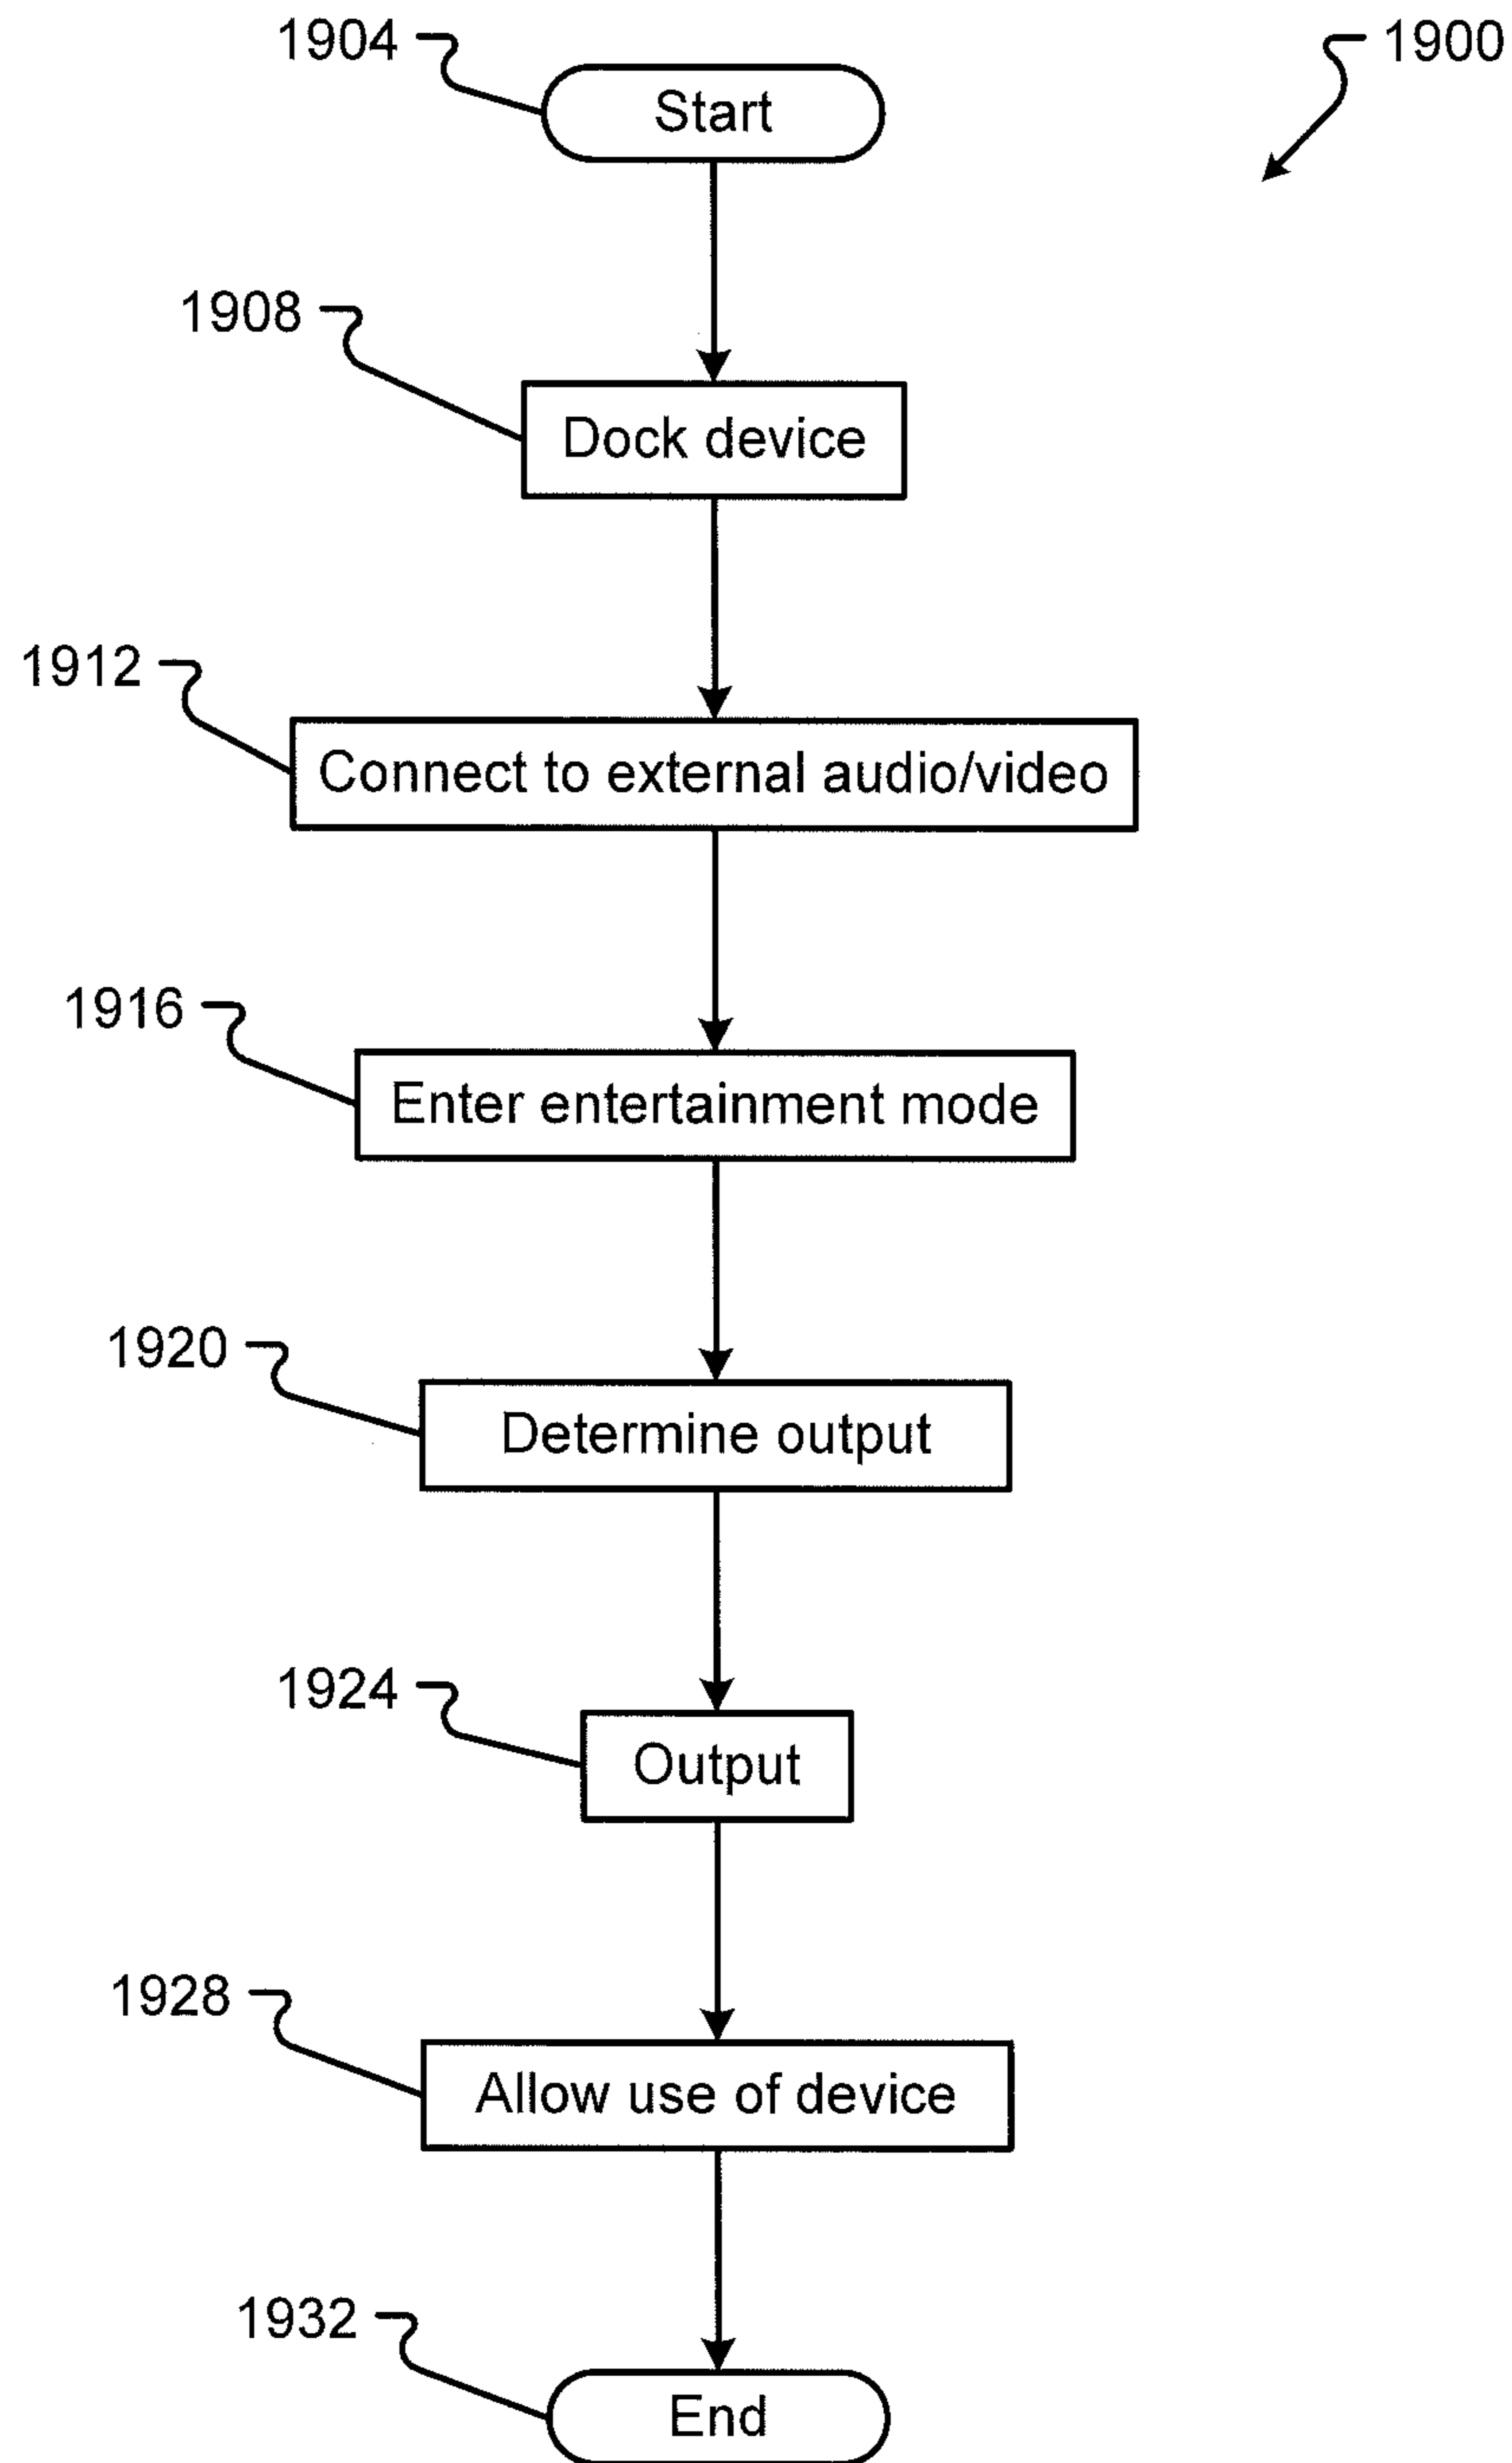 1904
1900
Start
1908
Dock device
1912
Connect to external audio/video
1916
Enter entertainment mode
1920
Determine output
1924
Output
1928
Allow use of device
1932
End